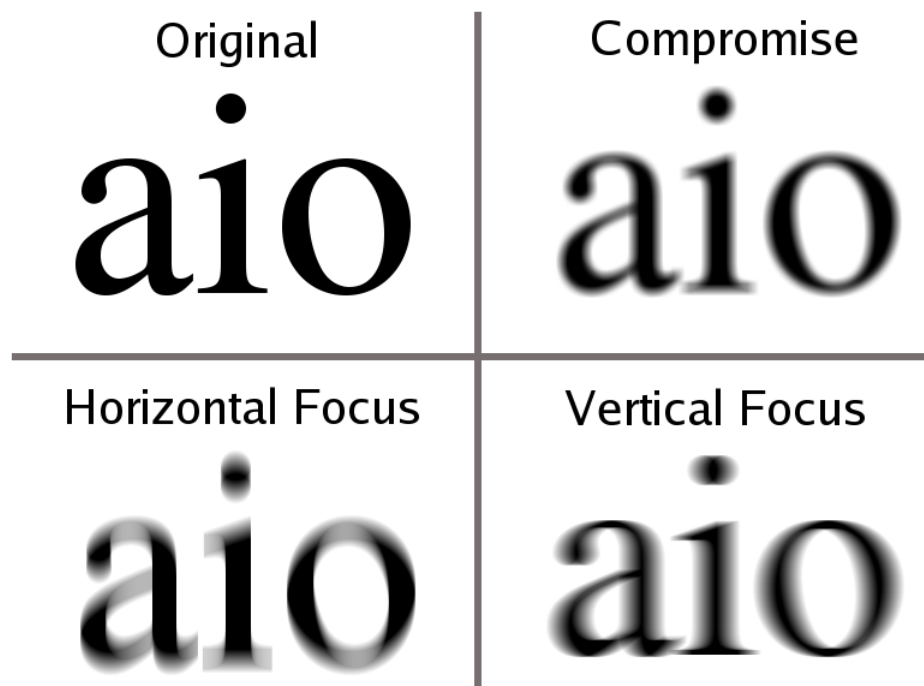 Original
aio
Compromise
aio
Horizontal Focus
aio
Vertical Focus
aio